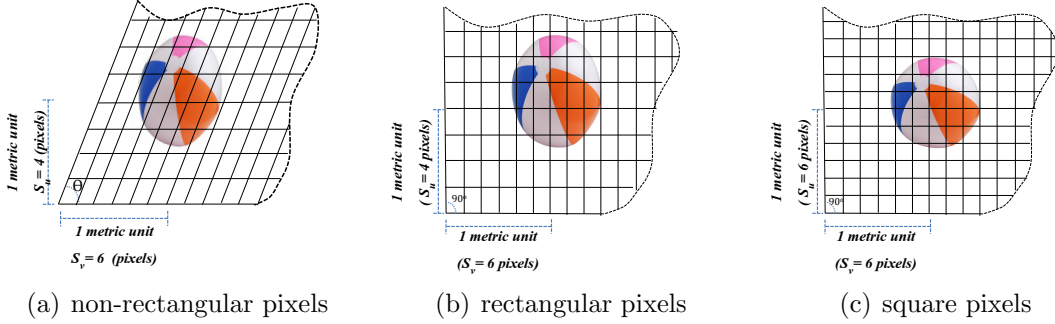 1 metric unit
S_u = 4 (pixels)
θ
1 metric unit
S_v = 6 (pixels)
(a) non-rectangular pixels
1 metric unit
( S_u = 4 pixels)
90°
1 metric unit
(S_v = 6 pixels)
(b) rectangular pixels
1 metric unit
( S_u = 6 pixels)
90°
1 metric unit
(S_v = 6 pixels)
(c) square pixels